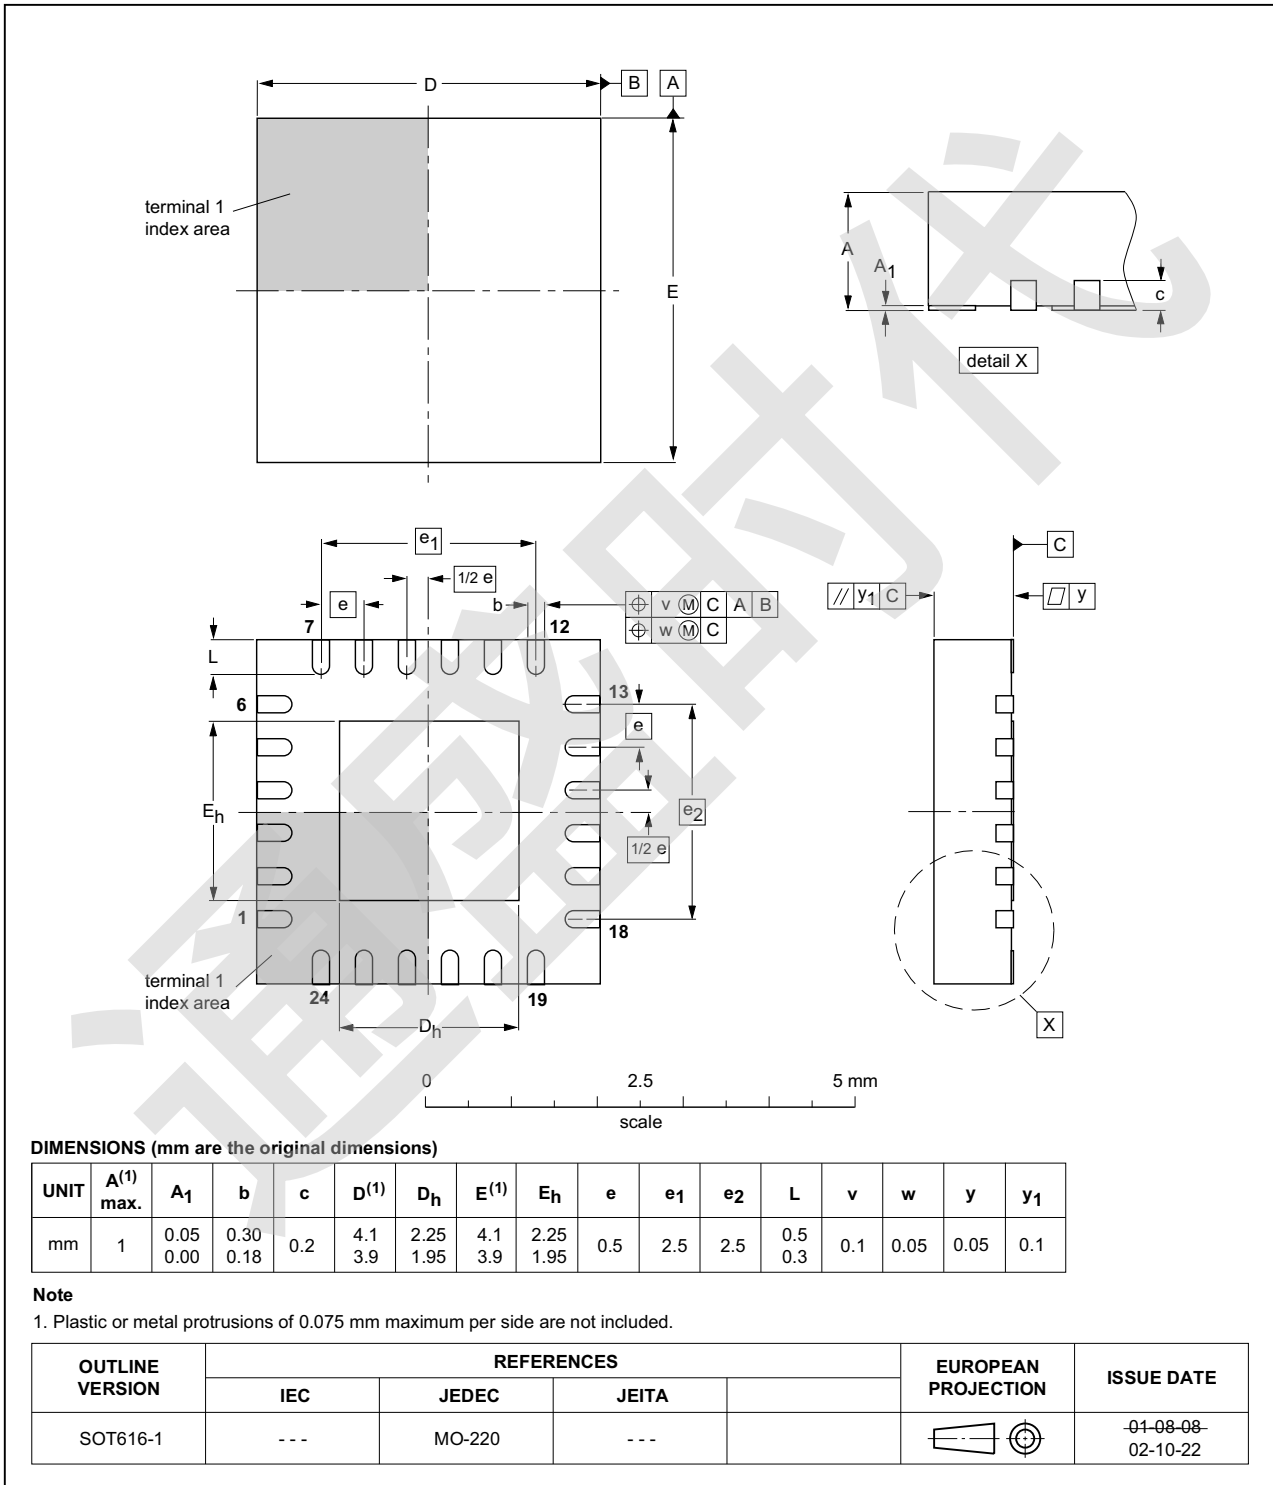 D
B
A
terminal 1
index area
E
A
A1
c
detail X
e1
e
1/2 e
b
v M C A B
w M C
7
12
L
6
13
e
Eh
e2
1/2 e
1
18
terminal 1
index area
24
19
Dh
// y1 C
C
y
X
0 2.5 5 mm
scale
通盛时代
DIMENSIONS (mm are the original dimensions)
UNIT A(1) max. A1 b c D(1) Dh E(1) Eh e e1 e2 L v w y y1
mm 1 0.05 0.00 0.30 0.18 0.2 4.1 3.9 2.25 1.95 4.1 3.9 2.25 1.95 0.5 2.5 2.5 0.5 0.3 0.1 0.05 0.05 0.1
Note
1. Plastic or metal protrusions of 0.075 mm maximum per side are not included.
OUTLINE VERSION REFERENCES EUROPEAN PROJECTION ISSUE DATE
IEC JEDEC JEITA
SOT616-1 - - - MO-220 - - - 01-08-08
02-10-22